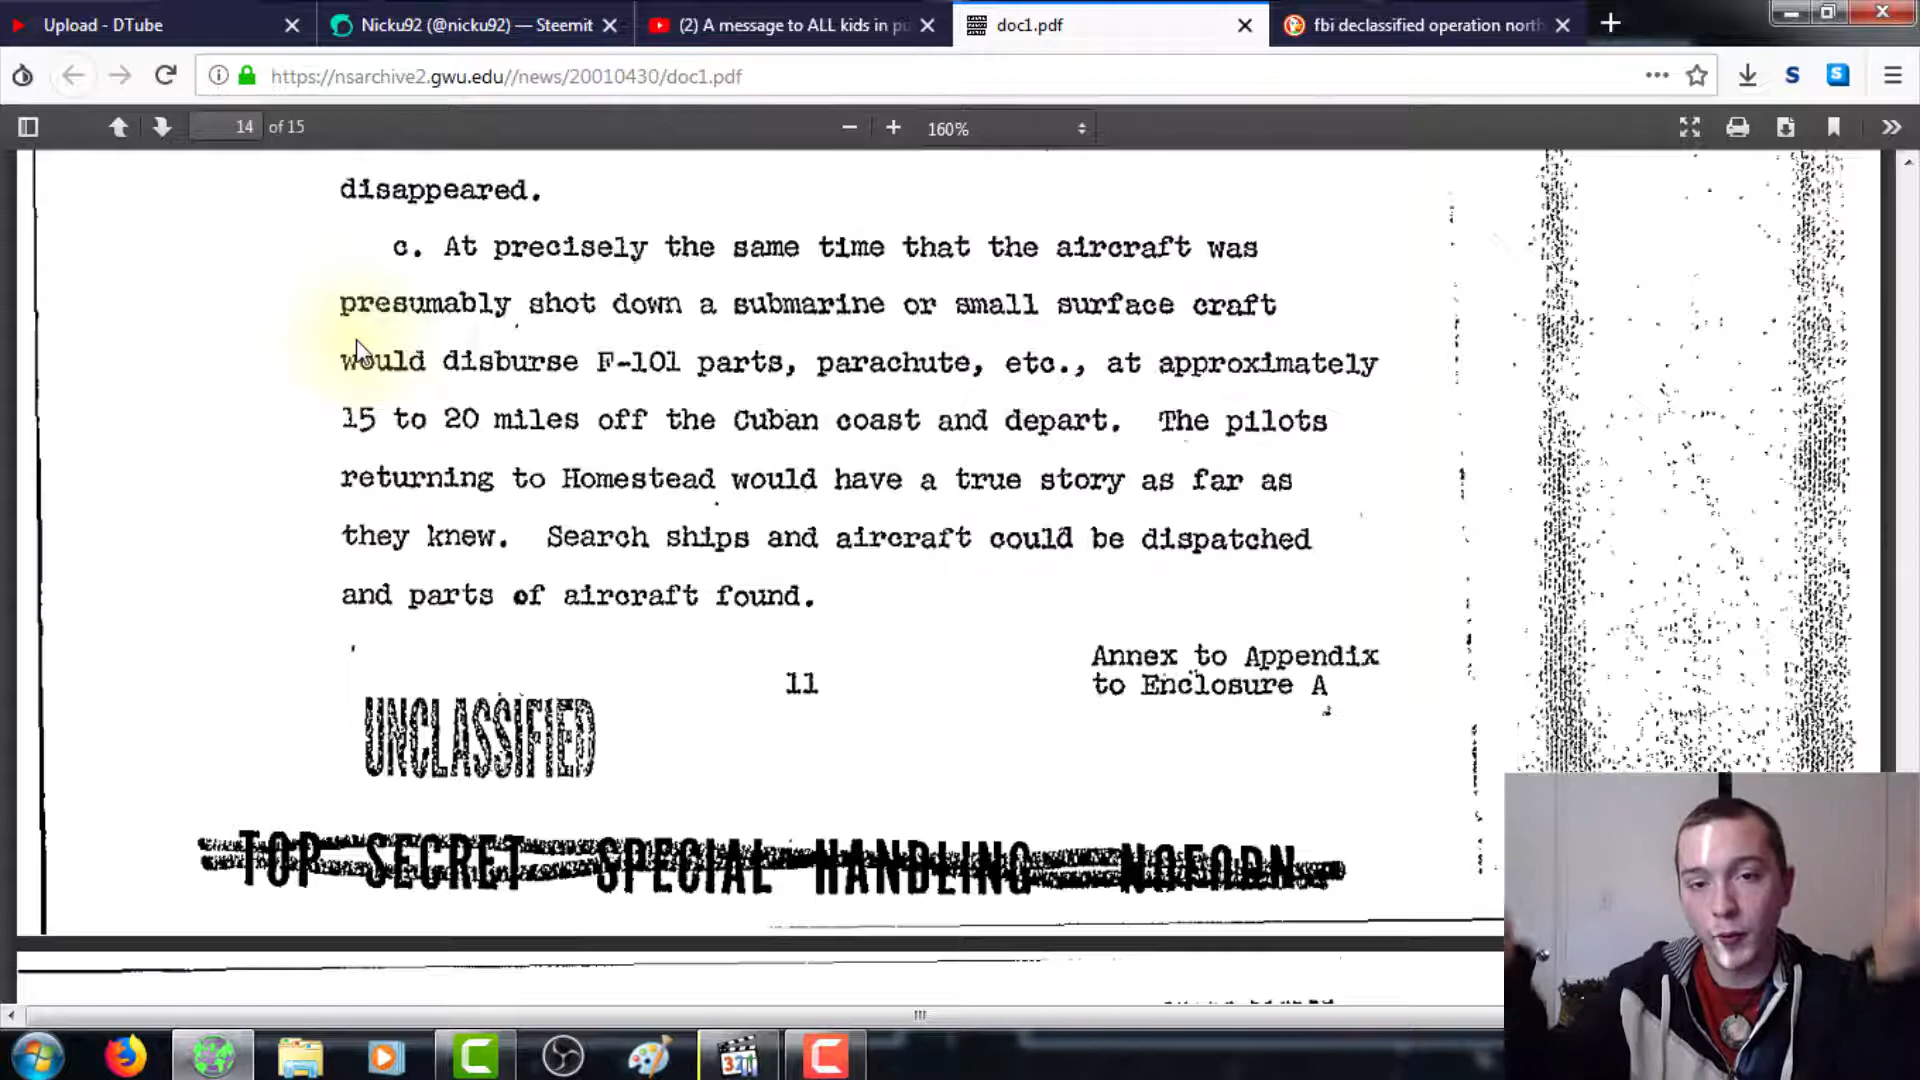 Upload - DTube
Nicku92 (@nicku92) — Steemit
(2) A message to ALL kids in pu
doc1.pdf
fbi declassified operation north
https://nsarchive2.gwu.edu//news/20010430/doc1.pdf
14 of 15
160%
disappeared.
c. At precisely the same time that the aircraft was
presumably shot down a submarine or small surface craft
would disburse F-101 parts, parachute, etc., at approximately
15 to 20 miles off the Cuban coast and depart. The pilots
returning to Homestead would have a true story as far as
they knew. Search ships and aircraft could be dispatched
and parts of aircraft found.
11
Annex to Appendix
to Enclosure A
UNCLASSIFIED
TOP SECRET SPECIAL HANDLING NOFORN
321